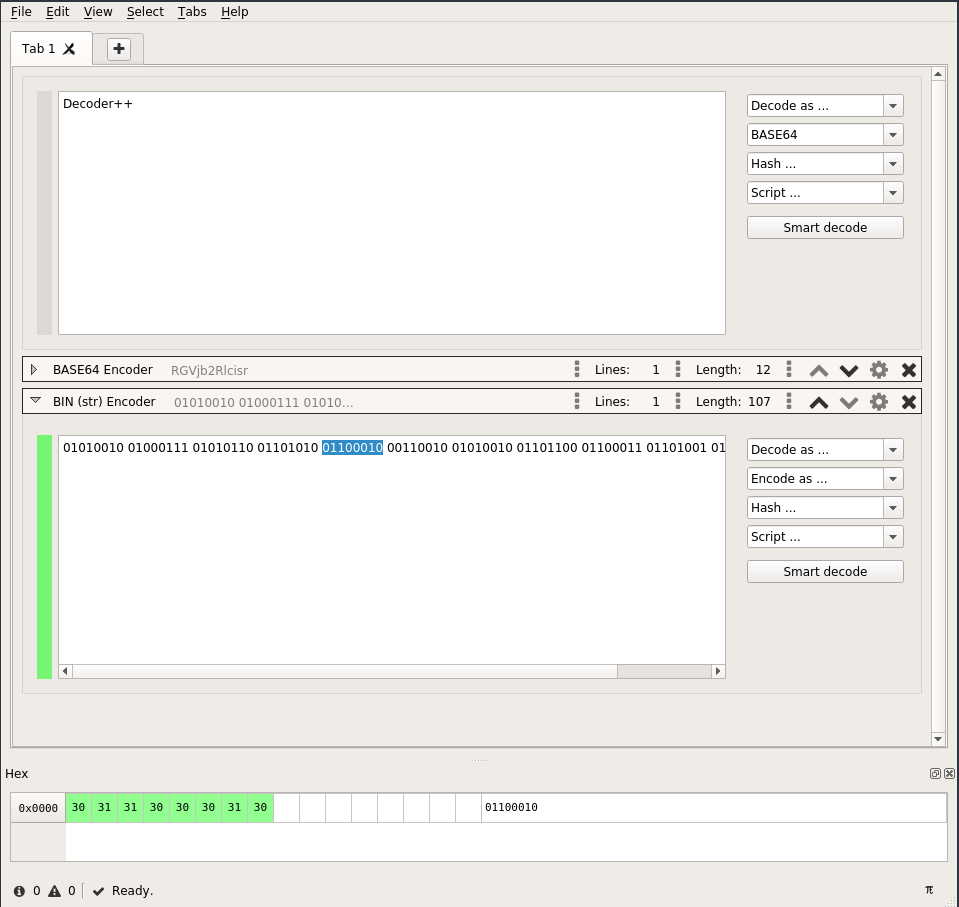 File Edit View Select Tabs Help
Tab 1
Decoder++
Decode as ...
BASE64
Hash ...
Script ...
Smart decode
BASE64 Encoder RGVjb2Rlcisr Lines: 1 Length: 12
BIN (str) Encoder 01010010 01000111 01010... Lines: 1 Length: 107
01010010 01000111 01010110 01101010 01100010 00110010 01010010 01101100 01100011 01101001 01
Decode as ...
Encode as ...
Hash ...
Script ...
Smart decode
Hex
0x0000 30 31 31 30 30 30 31 30 01100010
0 0 Ready. π